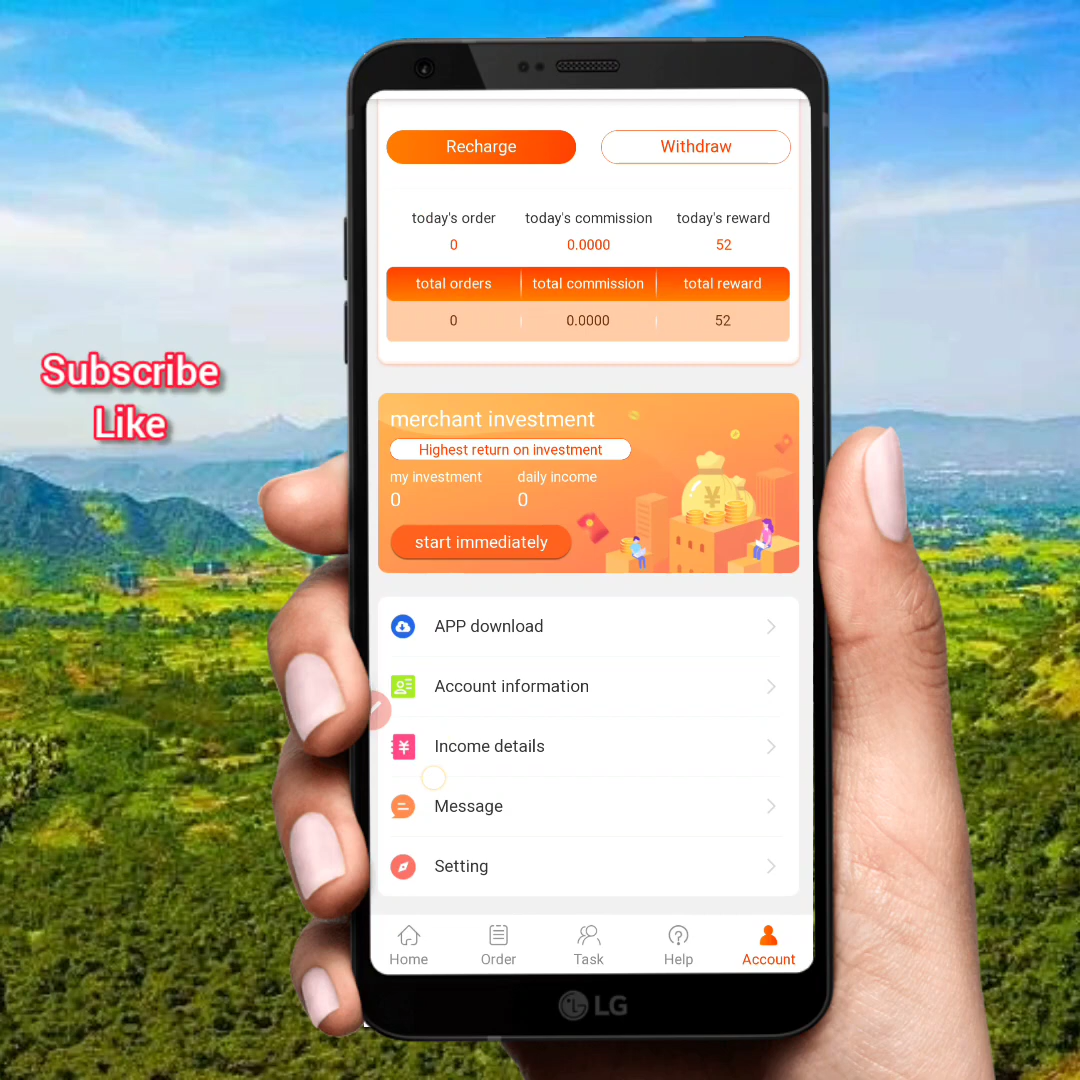 Recharge
Withdraw
today's order
today's commission
today's reward
0
0.0000
52
total orders
total commission
total reward
0
0.0000
52
merchant investment
Highest return on investment
my investment
daily income
0
0
start immediately
¥
APP download
Account information
¥
Income details
Message
Setting
Home
Order
Task
Help
Account
LG
Subscribe
Like